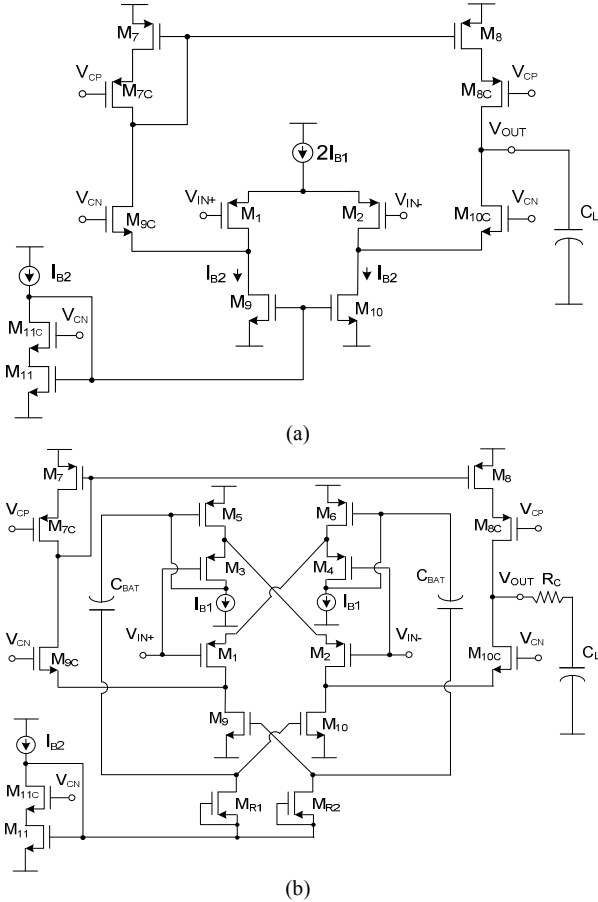 M7
M8
VCP
M7C
VCP
M8C
VOUT
2IB1
VCN
M9C
VIN+
M1
M2
VIN-
VCN
M10C
CL
IB2
IB2
IB2
M9
M10
VCN
M11C
M11
(a)
M7
M8
M5
M6
VCP
M7C
VCP
M8C
M3
M4
CBAT
CBAT
IB1
IB1
VOUT
RC
VIN+
M1
M2
VIN-
VCN
M9C
VCN
M10C
CL
M9
M10
IB2
VCN
M11C
MR1
MR2
M11
(b)